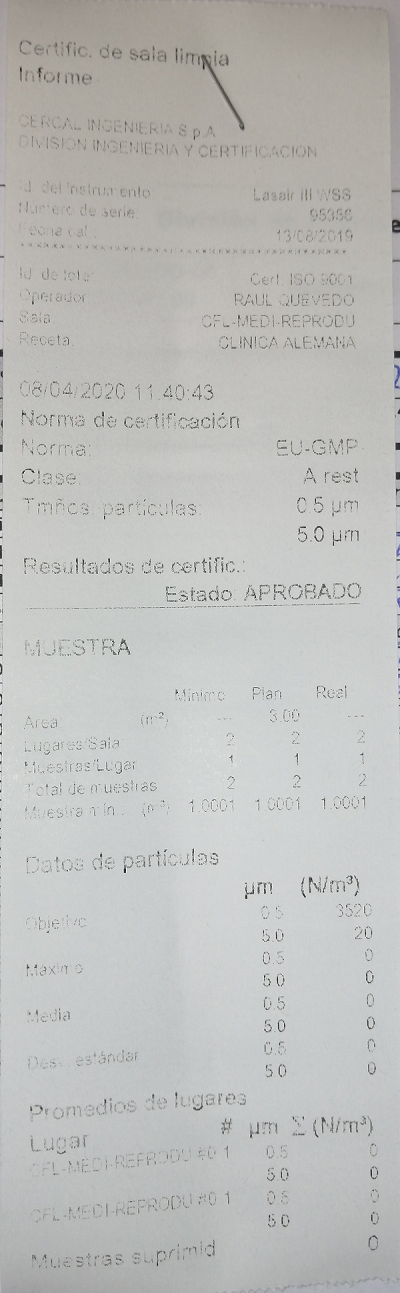 Certific. de sala limpia
Informe
CERCAL INGENIERIA S.p.A
DIVISION INGENIERIA Y CERTIFICACION
Id. del instrumento Lasair III WSS
Numero de serie: 96386
Fecha cal.: 13/08/2019
Id. de lote: Cert. ISO 9001
Operador: RAUL QUEVEDO
Sala: CFL-MEDI-REPRODU
Receta: CLINICA ALEMANA
08/04/2020 11:40:43
Norma de certificación
Norma: EU-GMP
Clase: A rest
Tmños. partículas: 0.5 µm
5.0 µm
Resultados de certific.:
Estado: APROBADO
MUESTRA
Mínimo Plan Real
Area (m²) --- 3.00 ---
Lugares/Sala 2 2 2
Muestras/Lugar 1 1 1
Total de muestras 2 2 2
Muestra mín.: 1.0001 1.0001 1.0001
Datos de partículas
µm (N/m³)
Objetivo 0.5 3520
5.0 20
Máximo 0.5 0
5.0 0
Media 0.5 0
5.0 0
Des. estándar 0.5 0
5.0 0
Promedios de lugares
Lugar # µm Σ (N/m³)
CFL-MEDI-REPRODU #0 1 0.5 0
5.0 0
CFL-MEDI-REPRODU #0 1 0.5 0
5.0 0
Muestras suprimid 0